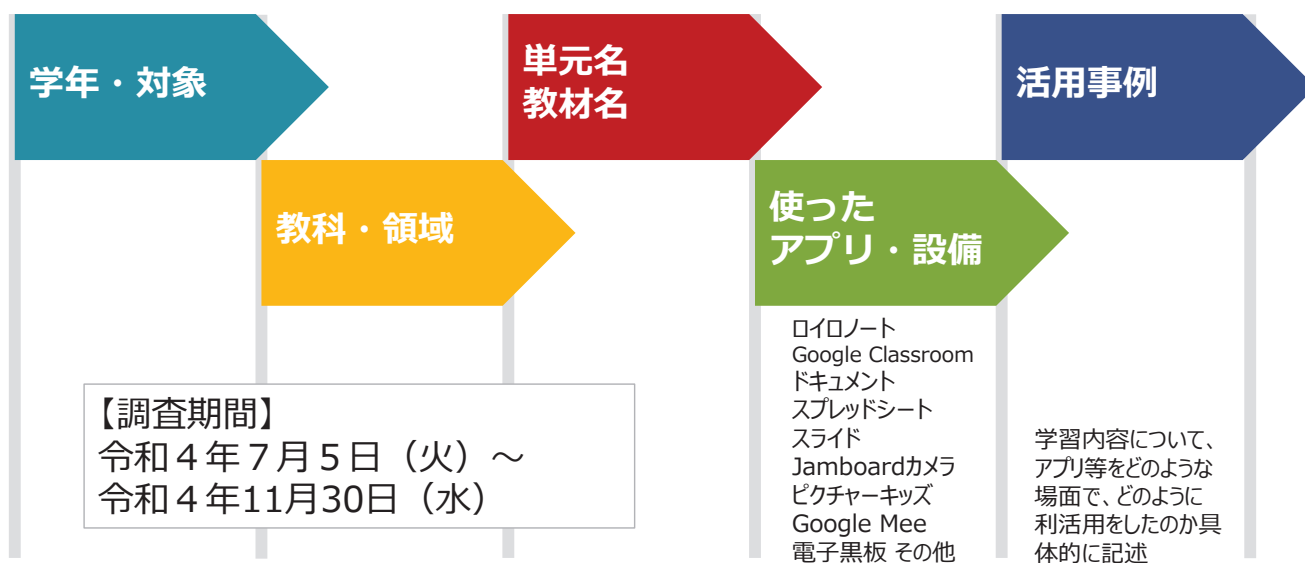 学年・対象
教科・領域
単元名
教材名
使った
アプリ・設備
活用事例
ロイロノート
Google Classroom
ドキュメント
スプレッドシート
スライド
Jamboardカメラ
ピクチャーキッズ
Google Mee
電子黒板 その他
学習内容について、
アプリ等をどのような
場面で、どのように
利活用をしたのか具
体的に記述
【調査期間】
令和４年７月５日（火）～
令和４年11月30日（水）